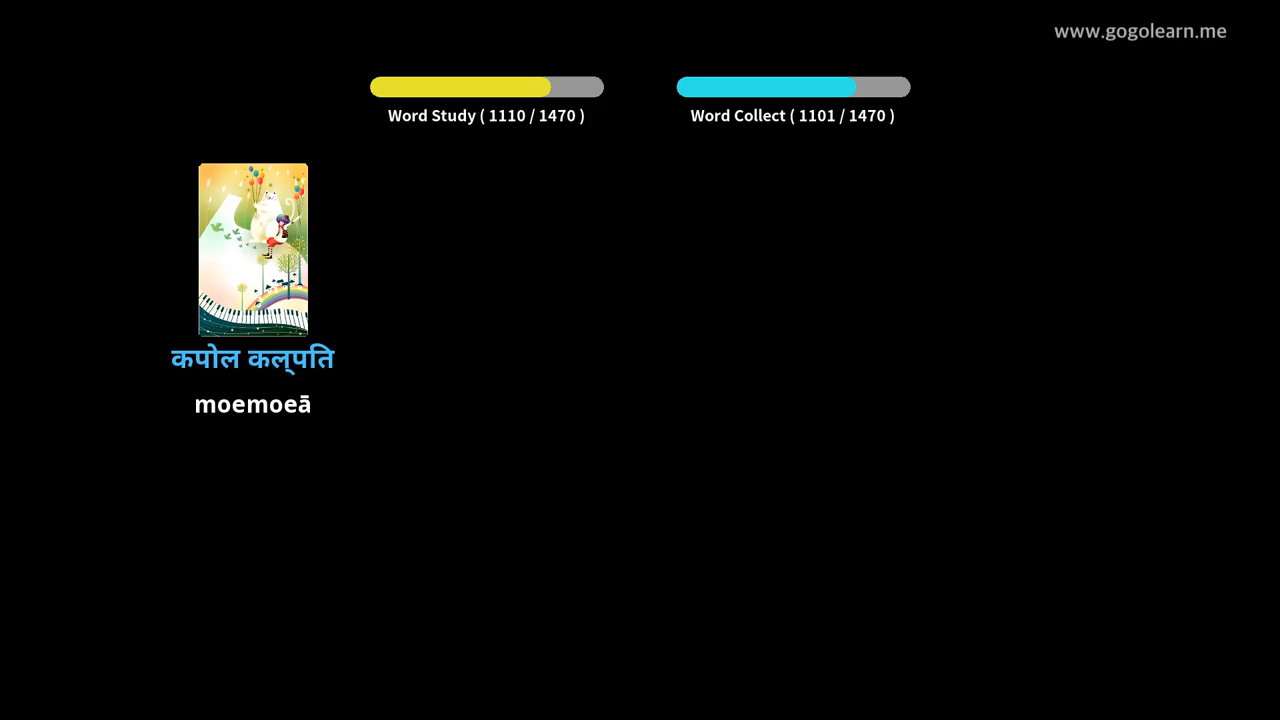 www.gogolearn.me
Word Study ( 1110 / 1470 )
Word Collect ( 1101 / 1470 )
कपोल कल्पति
moemoeā